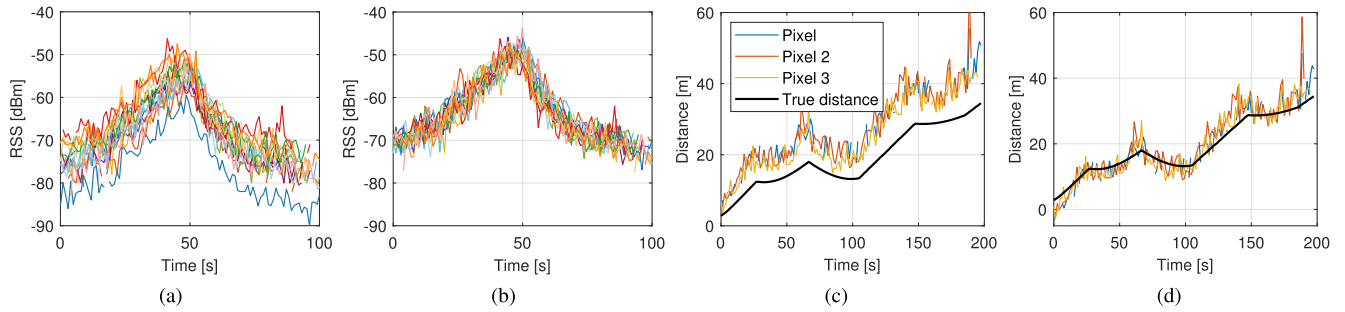 -40
-50
-60
-70
-80
-90
RSS [dBm]
0
50
100
Time [s]
(a)
-40
-50
-60
-70
-80
-90
RSS [dBm]
0
50
100
Time [s]
(b)
60
40
20
0
Distance [m]
Pixel
Pixel 2
Pixel 3
True distance
0
50
100
150
200
Time [s]
(c)
60
40
20
0
Distance [m]
0
50
100
150
200
Time [s]
(d)